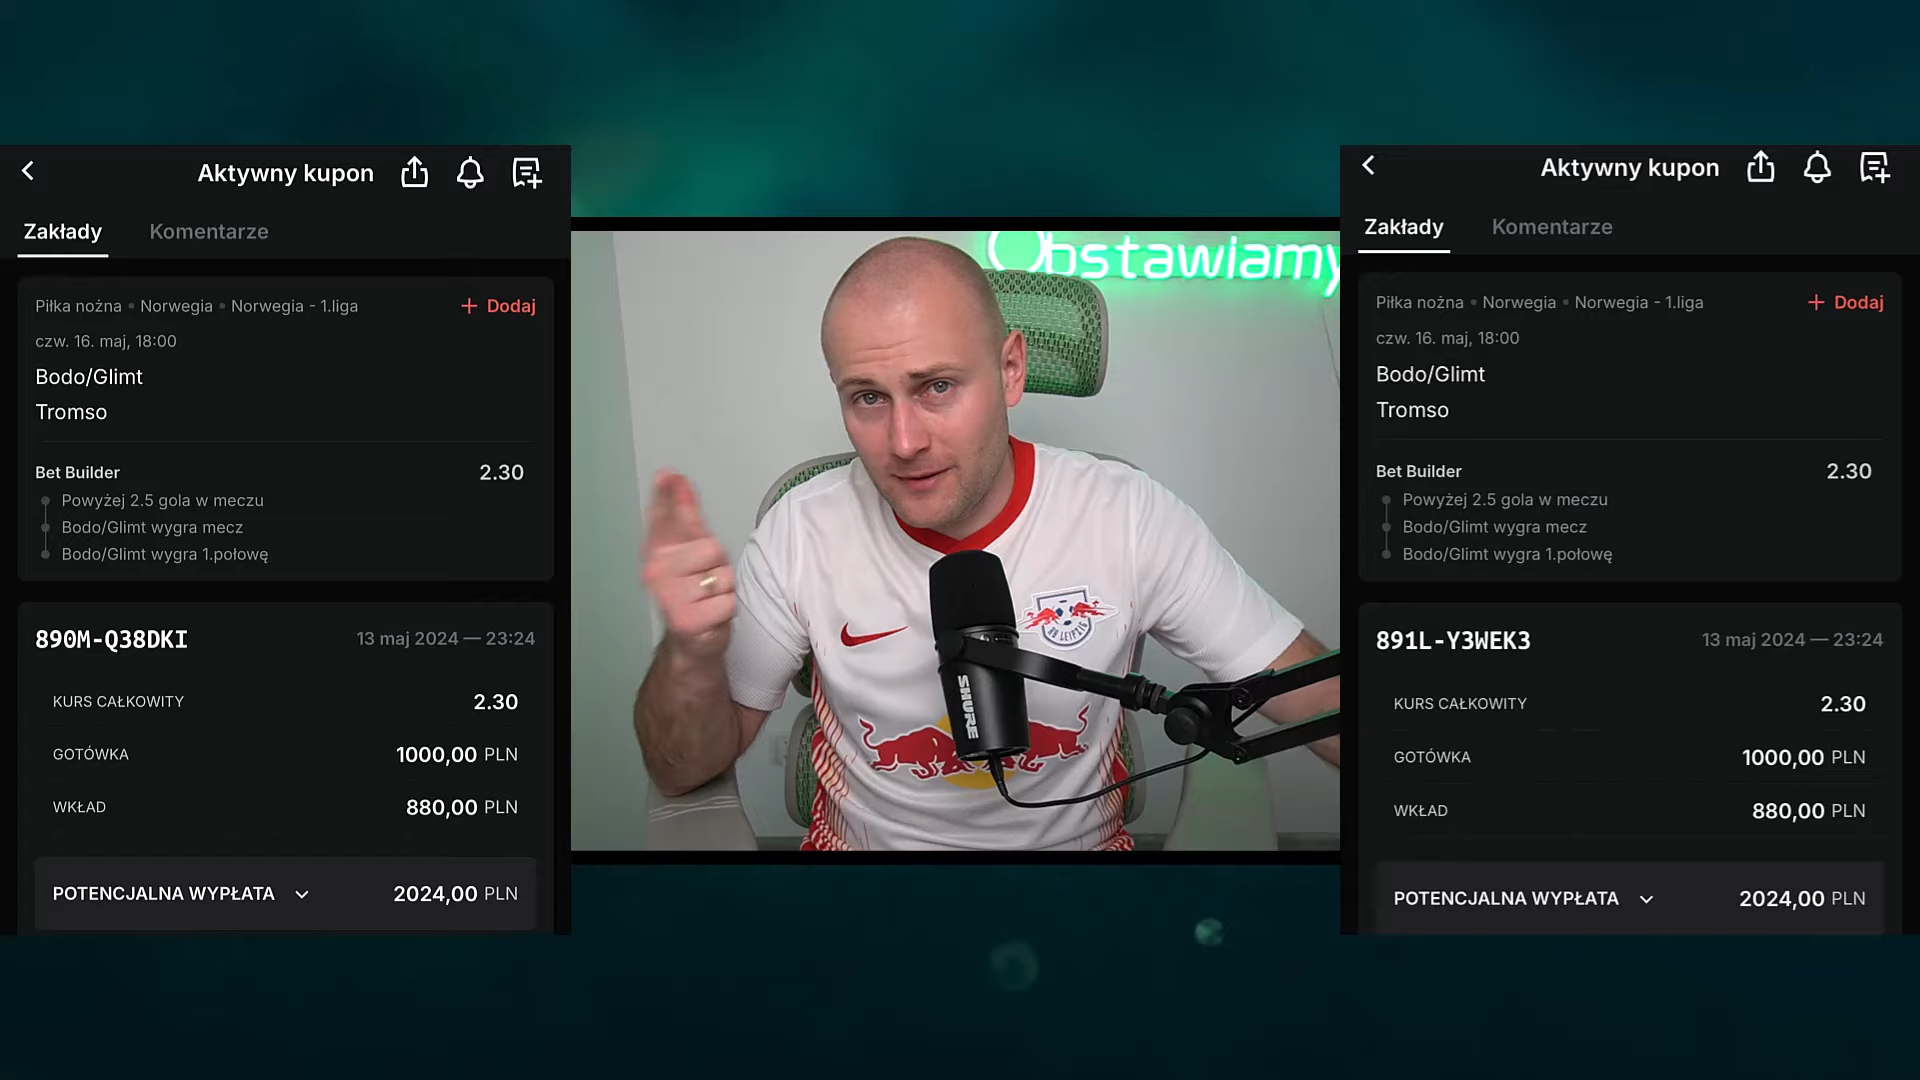 Aktywny kupon
Zakłady
Komentarze
Piłka nożna • Norwegia • Norwegia - 1.liga
+ Dodaj
czw. 16. maj, 18:00
Bodo/Glimt
Tromso
Bet Builder
2.30
Powyżej 2.5 gola w meczu
Bodo/Glimt wygra mecz
Bodo/Glimt wygra 1.połowę
890M-Q38DKI
13 maj 2024 — 23:24
KURS CAŁKOWITY
2.30
GOTÓWKA
1000,00 PLN
WKŁAD
880,00 PLN
POTENCJALNA WYPŁATA
2024,00 PLN
Obstawiamy
RB LEIPZIG
SHURE
Aktywny kupon
Zakłady
Komentarze
Piłka nożna • Norwegia • Norwegia - 1.liga
+ Dodaj
czw. 16. maj, 18:00
Bodo/Glimt
Tromso
Bet Builder
2.30
Powyżej 2.5 gola w meczu
Bodo/Glimt wygra mecz
Bodo/Glimt wygra 1.połowę
891L-Y3WEK3
13 maj 2024 — 23:24
KURS CAŁKOWITY
2.30
GOTÓWKA
1000,00 PLN
WKŁAD
880,00 PLN
POTENCJALNA WYPŁATA
2024,00 PLN